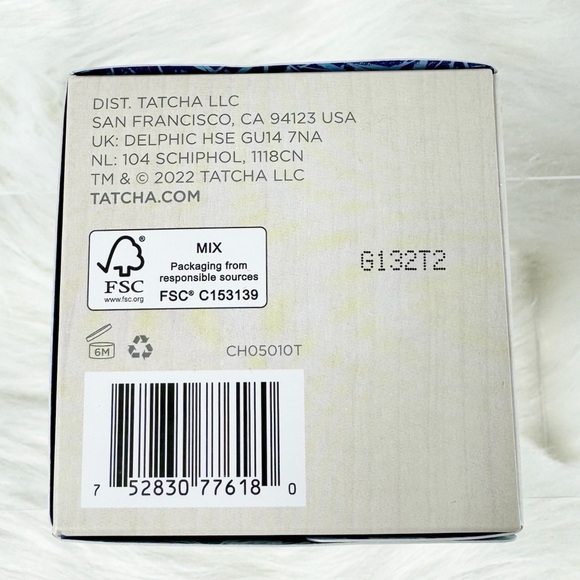 DIST. TATCHA LLC
SAN FRANCISCO, CA 94123 USA
UK: DELPHIC HSE GU14 7NA
NL: 104 SCHIPHOL, 1118CN
TM & © 2022 TATCHA LLC
TATCHA.COM
FSC®
www.fsc.org
MIX
Packaging from
responsible sources
FSC® C153139
G132T2
6M
CH05010T
7 52830 77618 0